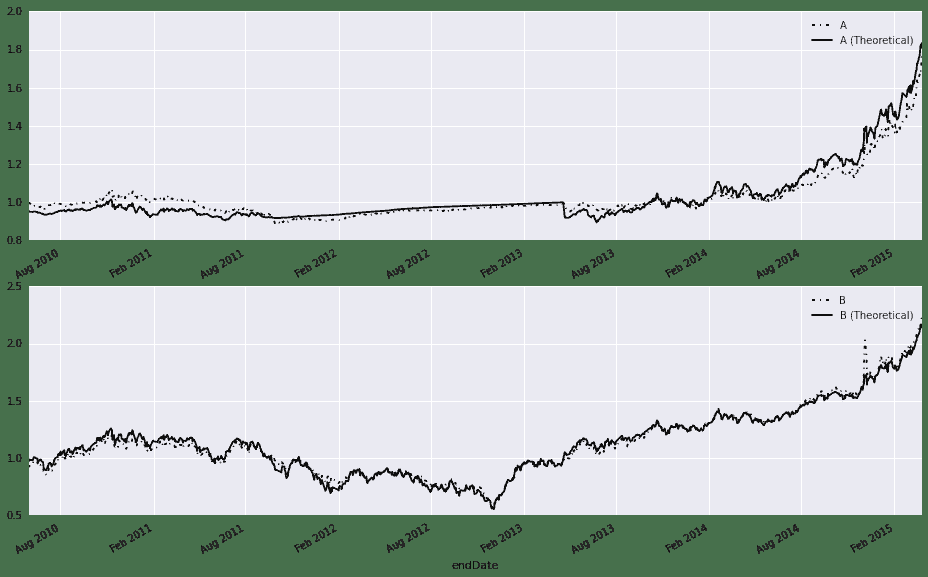 2.0
A
A (Theoretical)
1.8
1.6
1.4
1.2
1.0
0.8
Aug 2010
Feb 2011
Aug 2011
Feb 2012
Aug 2012
Feb 2013
Aug 2013
Feb 2014
Aug 2014
Feb 2015
2.5
B
B (Theoretical)
2.0
1.5
1.0
0.5
Aug 2010
Feb 2011
Aug 2011
Feb 2012
Aug 2012
Feb 2013
Aug 2013
Feb 2014
Aug 2014
Feb 2015
endDate